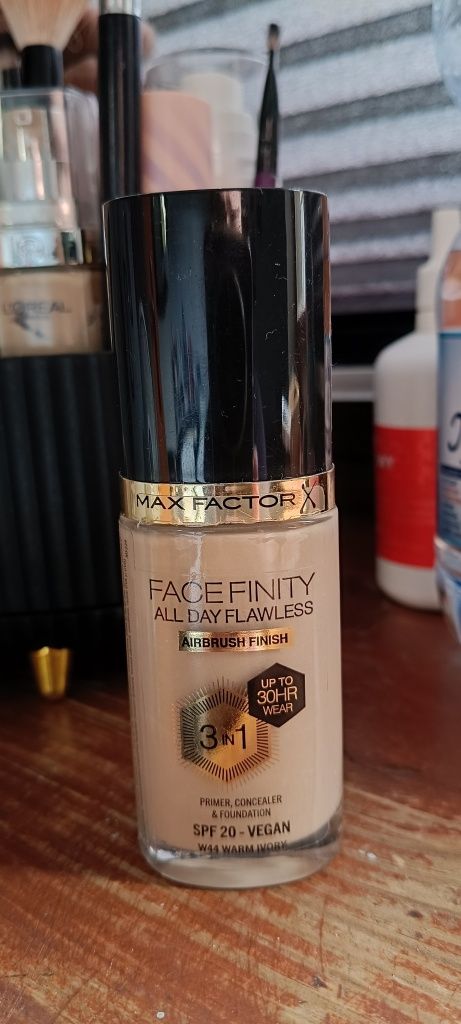 L'OREAL
MAX FACTOR X
FACEFINITY
ALL DAY FLAWLESS
AIRBRUSH FINISH
UP TO
30HR
WEAR
3 IN 1
PRIMER, CONCEALER
& FOUNDATION
SPF 20 - VEGAN
W44 WARM IVORY